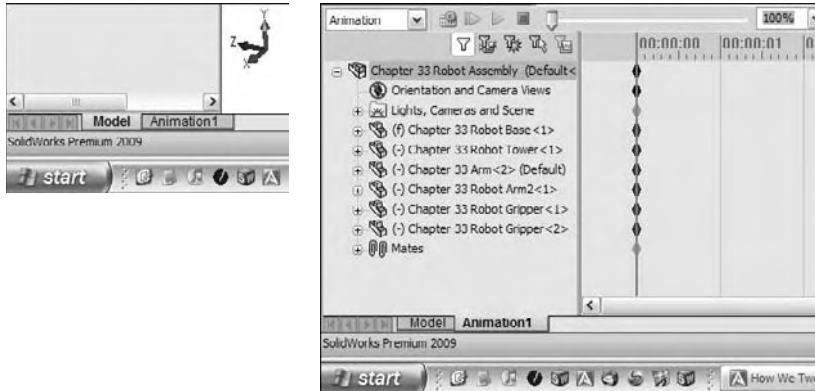 Y
Z
X
Model Animation1
SolidWorks Premium 2009
start
Animation
100%
00:00:00 00:00:01 0
Chapter 33 Robot Assembly (Default<
Orientation and Camera Views
Lights, Cameras and Scene
(f) Chapter 33 Robot Base<1>
(-) Chapter 33 Robot Tower<1>
(-) Chapter 33 Arm<2> (Default)
(-) Chapter 33 Robot Arm2<1>
(-) Chapter 33 Robot Gripper<1>
(-) Chapter 33 Robot Gripper<2>
Mates
Model Animation1
SolidWorks Premium 2009
start
How We Twe